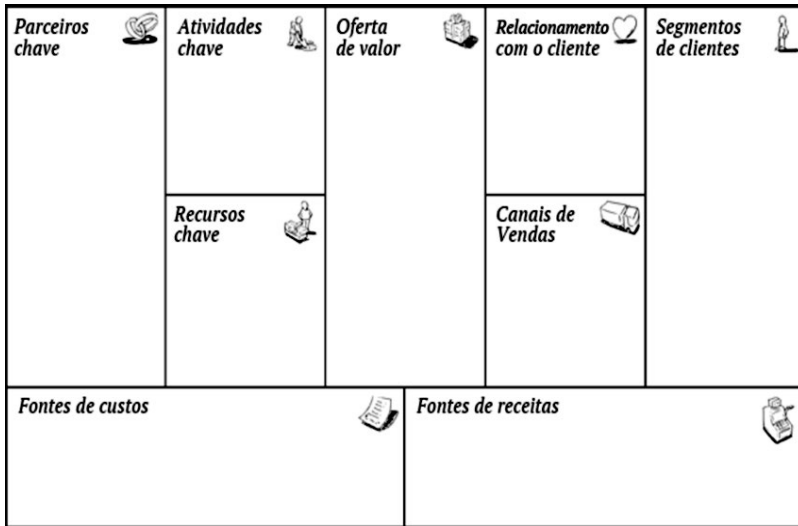 Parceiros
chave
Atividades
chave
Oferta
de valor
Relacionamento
com o cliente
Segmentos
de clientes
Recursos
chave
Canais de
Vendas
Fontes de custos
Fontes de receitas